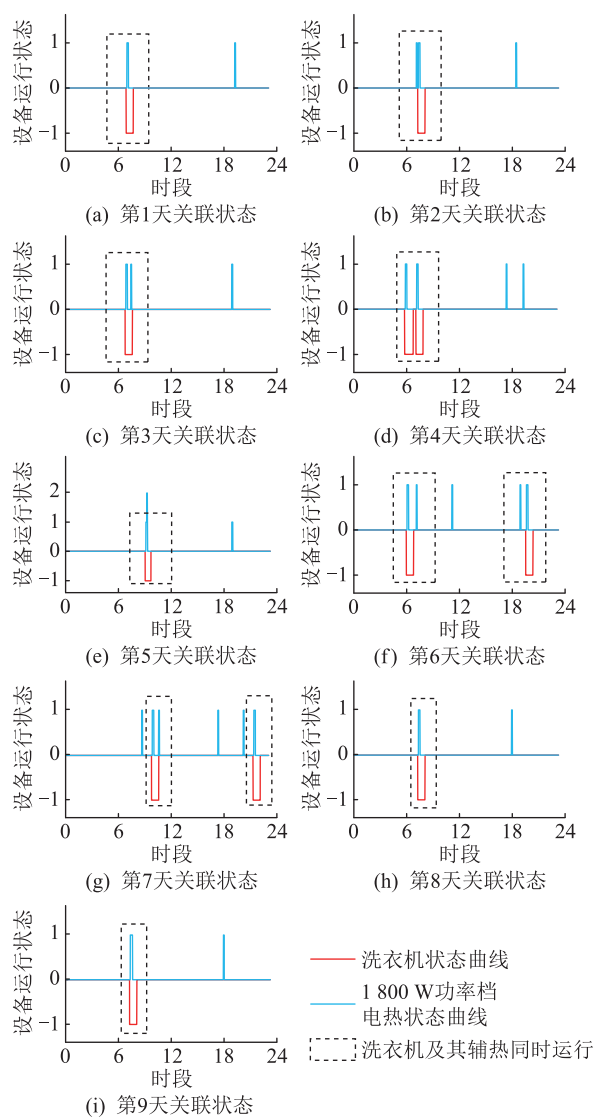 设备运行状态
1
0
−1
0 6 12 18 24
时段
(a) 第1天关联状态
设备运行状态
1
0
−1
0 6 12 18 24
时段
(b) 第2天关联状态
设备运行状态
1
0
−1
0 6 12 18 24
时段
(c) 第3天关联状态
设备运行状态
1
0
−1
0 6 12 18 24
时段
(d) 第4天关联状态
设备运行状态
2
1
0
−1
0 6 12 18 24
时段
(e) 第5天关联状态
设备运行状态
1
0
−1
0 6 12 18 24
时段
(f) 第6天关联状态
设备运行状态
1
0
−1
0 6 12 18 24
时段
(g) 第7天关联状态
设备运行状态
1
0
−1
0 6 12 18 24
时段
(h) 第8天关联状态
设备运行状态
1
0
−1
0 6 12 18 24
时段
(i) 第9天关联状态
洗衣机状态曲线
1 800 W功率档
电热状态曲线
洗衣机及其辅热同时运行